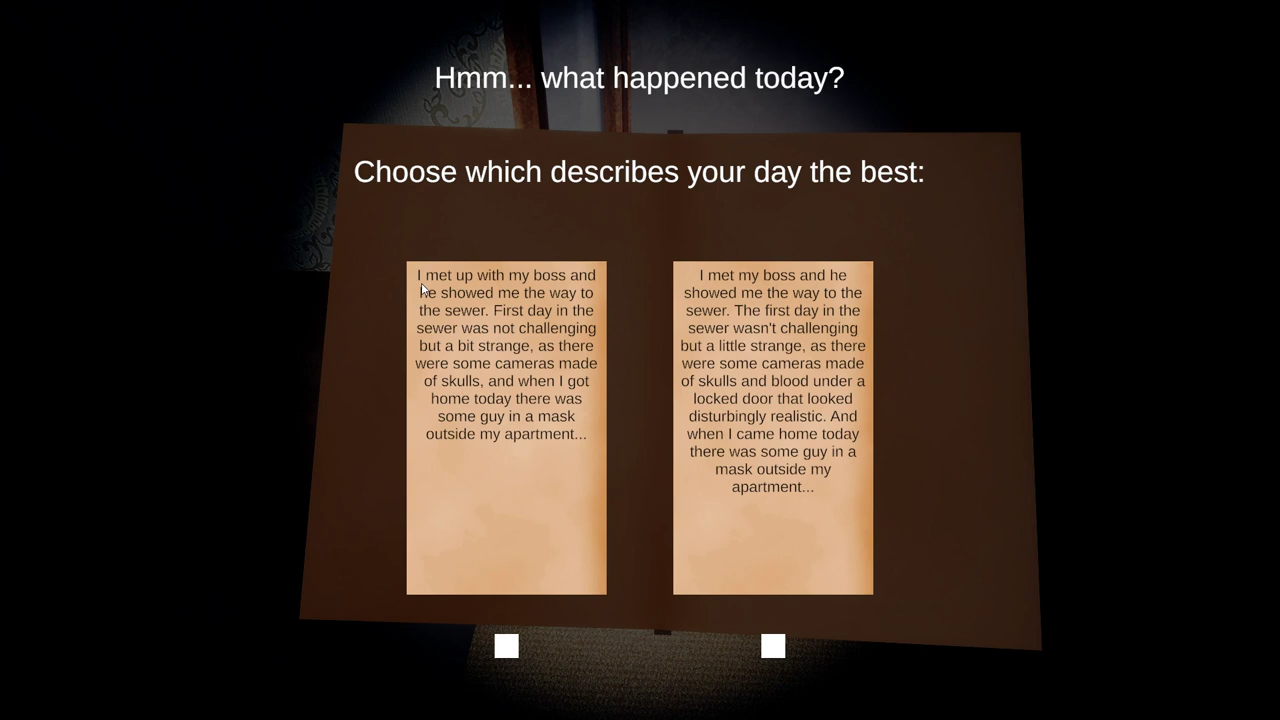 Hmm... what happened today?
Choose which describes your day the best:
I met up with my boss and
he showed me the way to
the sewer. First day in the
sewer was not challenging
but a bit strange, as there
were some cameras made
of skulls, and when I got
home today there was
some guy in a mask
outside my apartment...
I met my boss and he
showed me the way to the
sewer. The first day in the
sewer wasn't challenging
but a little strange, as there
were some cameras made
of skulls and blood under a
locked door that looked
disturbingly realistic. And
when I came home today
there was some guy in a
mask outside my
apartment...